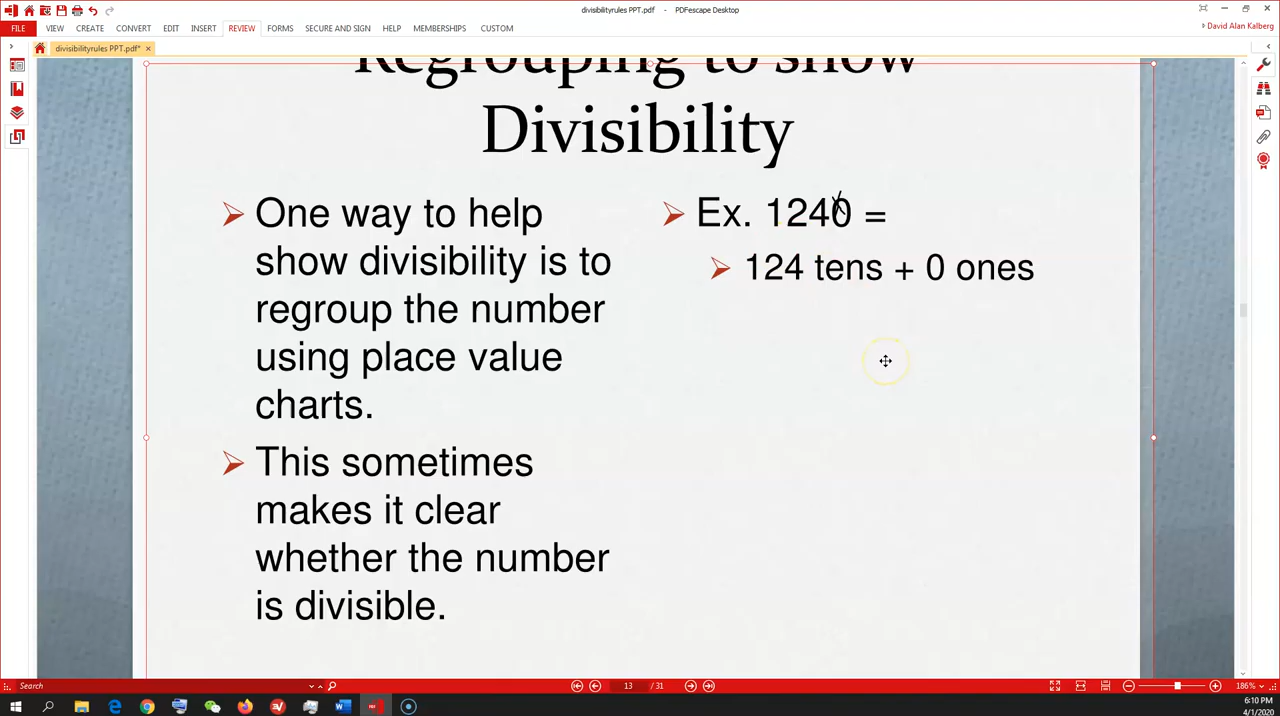 divisibilityrules PPT.pdf - PDFescape Desktop
FILE VIEW CREATE CONVERT EDIT INSERT REVIEW FORMS SECURE AND SIGN HELP MEMBERSHIPS CUSTOM
David Alan Kalberg
divisibilityrules PPT.pdf* ×
Regrouping to show
Divisibility
One way to help
show divisibility is to
regroup the number
using place value
charts.
This sometimes
makes it clear
whether the number
is divisible.
Ex. 1240 =
124 tens + 0 ones
Search
13 / 31
186%
6:10 PM
4/1/2020